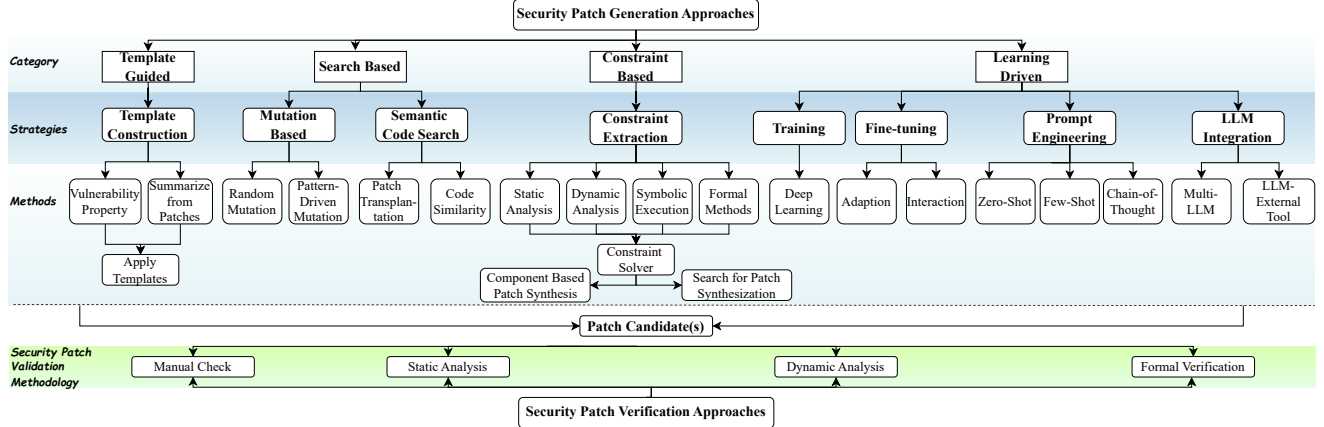 Security Patch Generation Approaches
Category
Template
Guided
Search Based
Constraint
Based
Learning
Driven
Strategies
Template
Construction
Mutation
Based
Semantic
Code Search
Constraint
Extraction
Training
Fine-tuning
Prompt
Engineering
LLM
Integration
Methods
Vulnerability
Property
Summarize
from
Patches
Random
Mutation
Pattern-
Driven
Mutation
Patch
Transplan-
tation
Code
Similarity
Static
Analysis
Dynamic
Analysis
Symbolic
Execution
Formal
Methods
Deep
Learning
Adaption
Interaction
Zero-Shot
Few-Shot
Chain-of-
Thought
Multi-
LLM
LLM-
External
Tool
Apply
Templates
Constraint
Solver
Component Based
Patch Synthesis
Search for Patch
Synthesization
Patch Candidate(s)
Security Patch
Validation
Methodology
Manual Check
Static Analysis
Dynamic Analysis
Formal Verification
Security Patch Verification Approaches